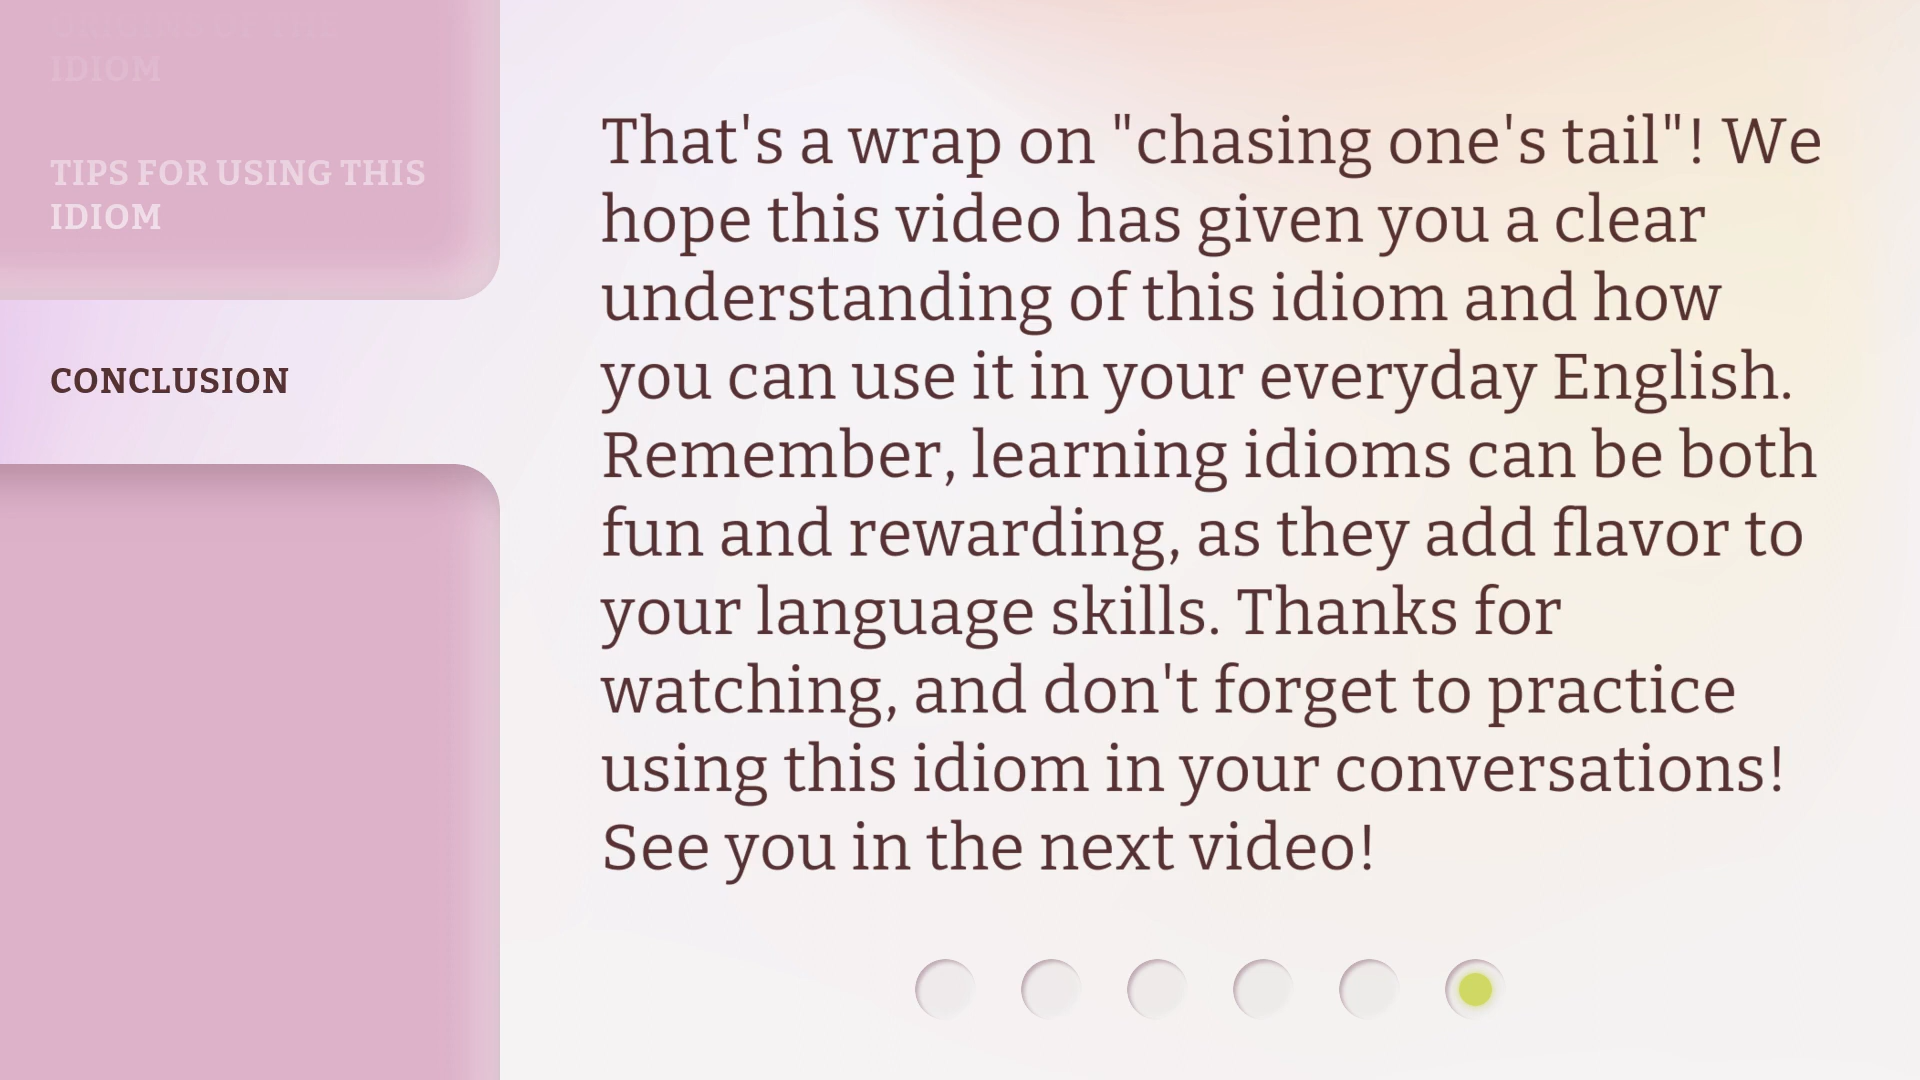 ORIGINS OF THE
IDIOM
TIPS FOR USING THIS
IDIOM
CONCLUSION
That's a wrap on "chasing one's tail"! We
hope this video has given you a clear
understanding of this idiom and how
you can use it in your everyday English.
Remember, learning idioms can be both
fun and rewarding, as they add flavor to
your language skills. Thanks for
watching, and don't forget to practice
using this idiom in your conversations!
See you in the next video!